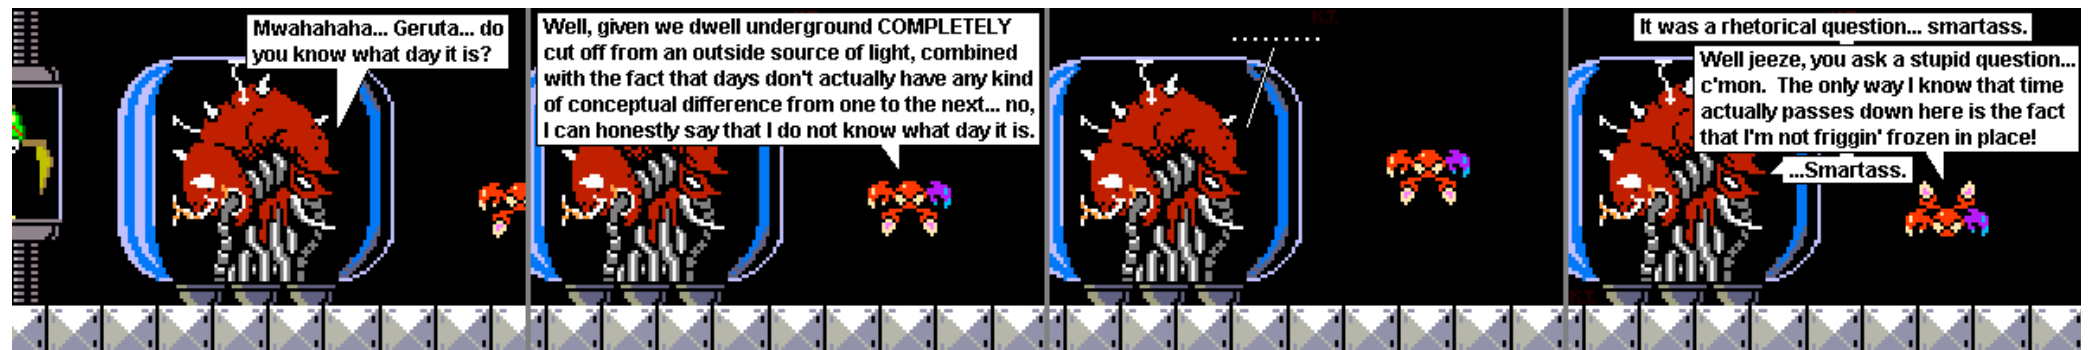 Mwahahaha... Geruta... do
you know what day it is?
Well, given we dwell underground COMPLETELY
cut off from an outside source of light, combined
with the fact that days don't actually have any kind
of conceptual difference from one to the next... no,
I can honestly say that I do not know what day it is.
..........
It was a rhetorical question... smartass.
Well jeeze, you ask a stupid question...
c'mon.  The only way I know that time
actually passes down here is the fact
that I'm not friggin' frozen in place!
...Smartass.